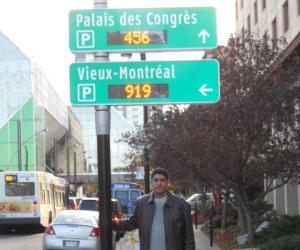 Palais des Congrès
P 456
Vieux-Montréal
P 919